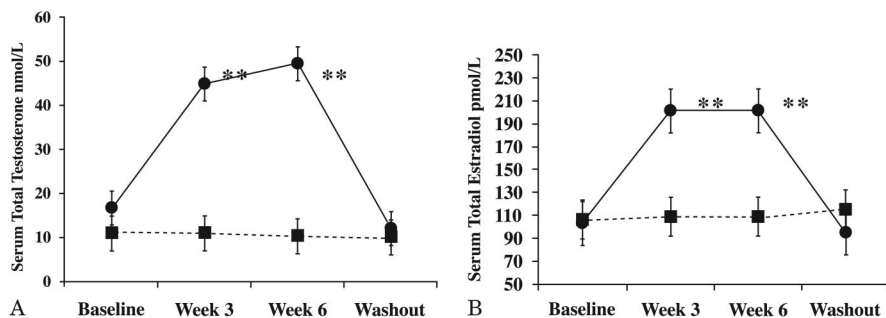 Serum Total Testosterone nmol/L
60
50
40
30
20
10
0
**
**
Baseline
Week 3
Week 6
Washout
A
Serum Total Estradiol pmol/L
250
230
210
190
170
150
130
110
90
70
50
**
**
Baseline
Week 3
Week 6
Washout
B